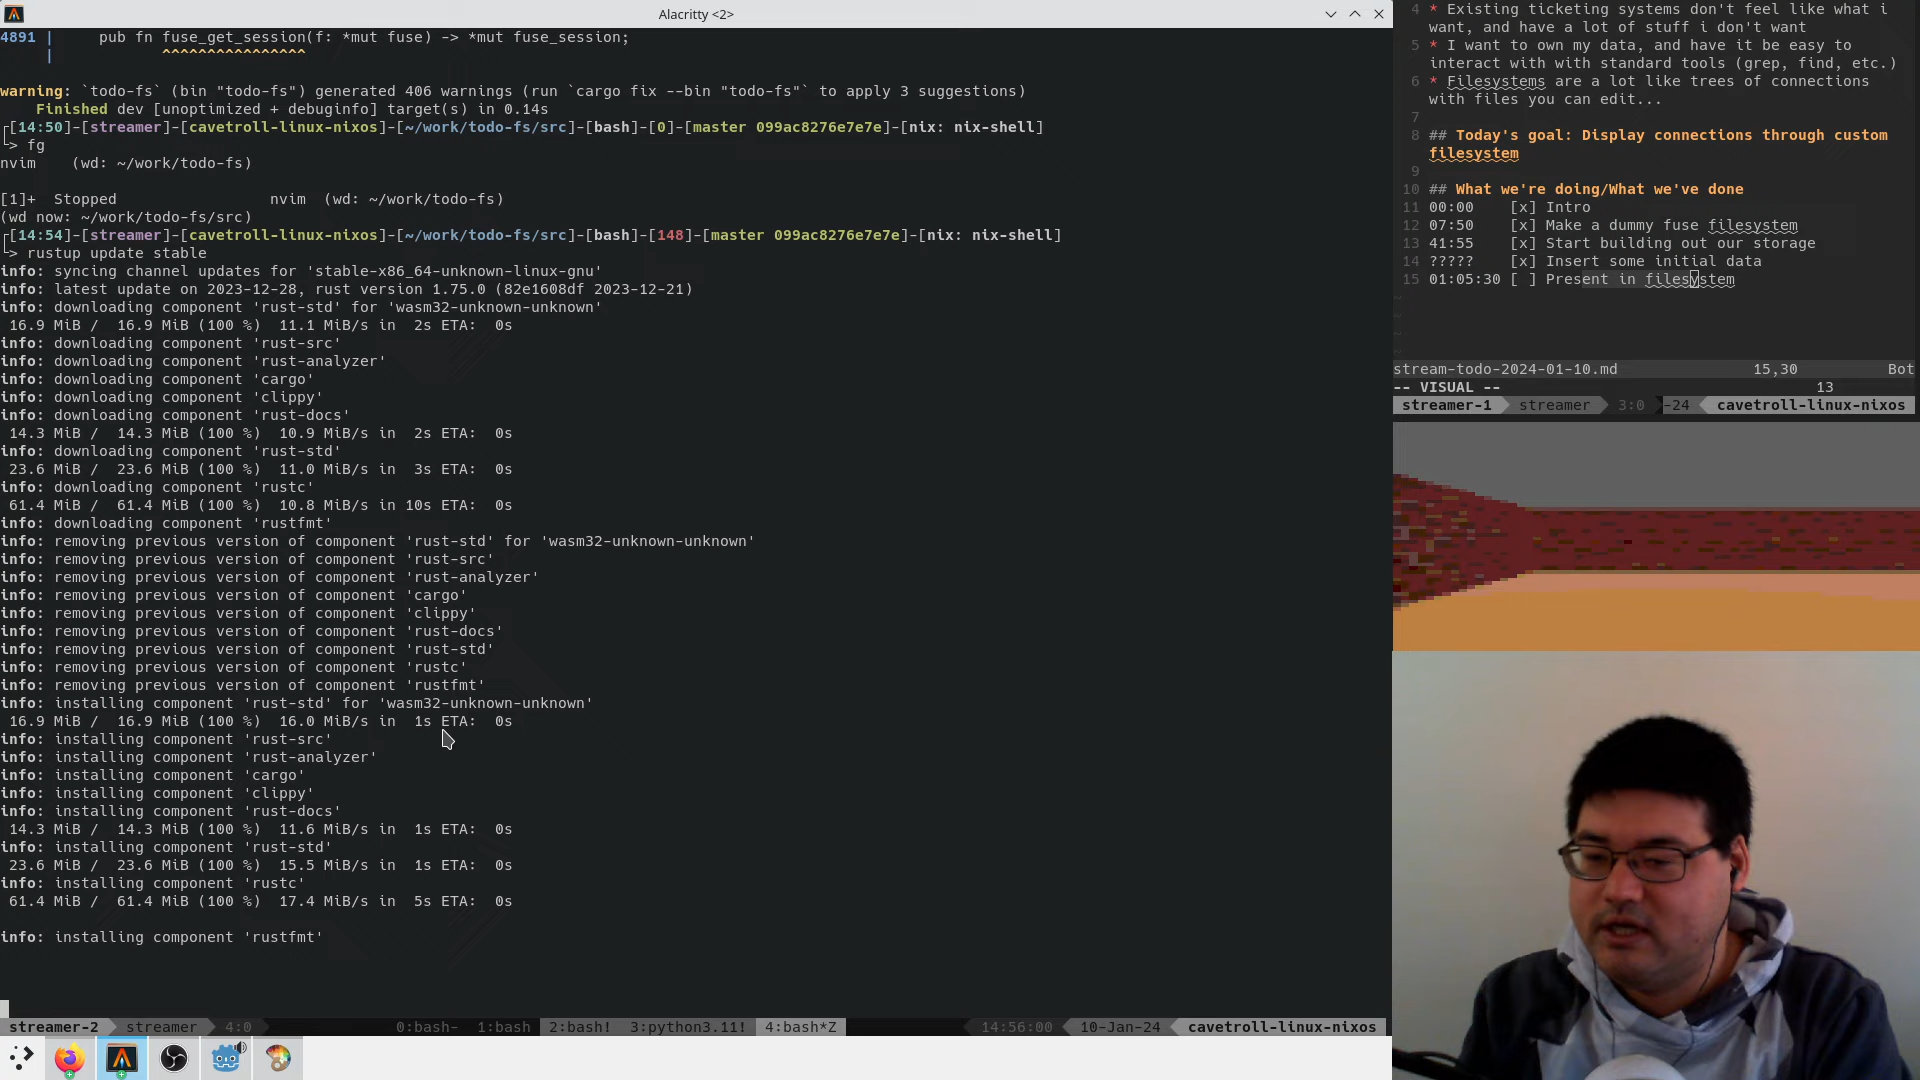 Alacritty <2>
4891 |     pub fn fuse_get_session(f: *mut fuse) -> *mut fuse_session;
     |            ^^^^^^^^^^^^^^^^
warning: `todo-fs` (bin "todo-fs") generated 406 warnings (run `cargo fix --bin "todo-fs"` to apply 3 suggestions)
    Finished dev [unoptimized + debuginfo] target(s) in 0.14s
┌[14:50]-[streamer]-[cavetroll-linux-nixos]-[~/work/todo-fs/src]-[bash]-[0]-[master 099ac8276e7e7e]-[nix: nix-shell]
└> fg
nvim    (wd: ~/work/todo-fs)
[1]+  Stopped                 nvim  (wd: ~/work/todo-fs)
(wd now: ~/work/todo-fs/src)
┌[14:54]-[streamer]-[cavetroll-linux-nixos]-[~/work/todo-fs/src]-[bash]-[148]-[master 099ac8276e7e7e]-[nix: nix-shell]
└> rustup update stable
info: syncing channel updates for 'stable-x86_64-unknown-linux-gnu'
info: latest update on 2023-12-28, rust version 1.75.0 (82e1608df 2023-12-21)
info: downloading component 'rust-std' for 'wasm32-unknown-unknown'
 16.9 MiB /  16.9 MiB (100 %)  11.1 MiB/s in  2s ETA:  0s
info: downloading component 'rust-src'
info: downloading component 'rust-analyzer'
info: downloading component 'cargo'
info: downloading component 'clippy'
info: downloading component 'rust-docs'
 14.3 MiB /  14.3 MiB (100 %)  10.9 MiB/s in  2s ETA:  0s
info: downloading component 'rust-std'
 23.6 MiB /  23.6 MiB (100 %)  11.0 MiB/s in  3s ETA:  0s
info: downloading component 'rustc'
 61.4 MiB /  61.4 MiB (100 %)  10.8 MiB/s in 10s ETA:  0s
info: downloading component 'rustfmt'
info: removing previous version of component 'rust-std' for 'wasm32-unknown-unknown'
info: removing previous version of component 'rust-src'
info: removing previous version of component 'rust-analyzer'
info: removing previous version of component 'cargo'
info: removing previous version of component 'clippy'
info: removing previous version of component 'rust-docs'
info: removing previous version of component 'rust-std'
info: removing previous version of component 'rustc'
info: removing previous version of component 'rustfmt'
info: installing component 'rust-std' for 'wasm32-unknown-unknown'
 16.9 MiB /  16.9 MiB (100 %)  16.0 MiB/s in  1s ETA:  0s
info: installing component 'rust-src'
info: installing component 'rust-analyzer'
info: installing component 'cargo'
info: installing component 'clippy'
info: installing component 'rust-docs'
 14.3 MiB /  14.3 MiB (100 %)  11.6 MiB/s in  1s ETA:  0s
info: installing component 'rust-std'
 23.6 MiB /  23.6 MiB (100 %)  15.5 MiB/s in  1s ETA:  0s
info: installing component 'rustc'
 61.4 MiB /  61.4 MiB (100 %)  17.4 MiB/s in  5s ETA:  0s
info: installing component 'rustfmt'
streamer-2  streamer  4:0  0:bash-  1:bash  2:bash!  3:python3.11!  4:bash*Z  14:56:00  10-Jan-24  cavetroll-linux-nixos
4 * Existing ticketing systems don't feel like what i
want, and have a lot of stuff i don't want
5 * I want to own my data, and have it be easy to
interact with with standard tools (grep, find, etc.)
6 * Filesystems are a lot like trees of connections
with files you can edit...
7
8 ## Today's goal: Display connections through custom
filesystem
9
10 ## What we're doing/What we've done
11 00:00    [x] Intro
12 07:50    [x] Make a dummy fuse filesystem
13 41:55    [x] Start building out our storage
14 ?????    [x] Insert some initial data
15 01:05:30 [ ] Present in filesystem
~
~
~
~
stream-todo-2024-01-10.md  15,30  Bot
-- VISUAL --  13
streamer-1  streamer  3:0  -24  cavetroll-linux-nixos